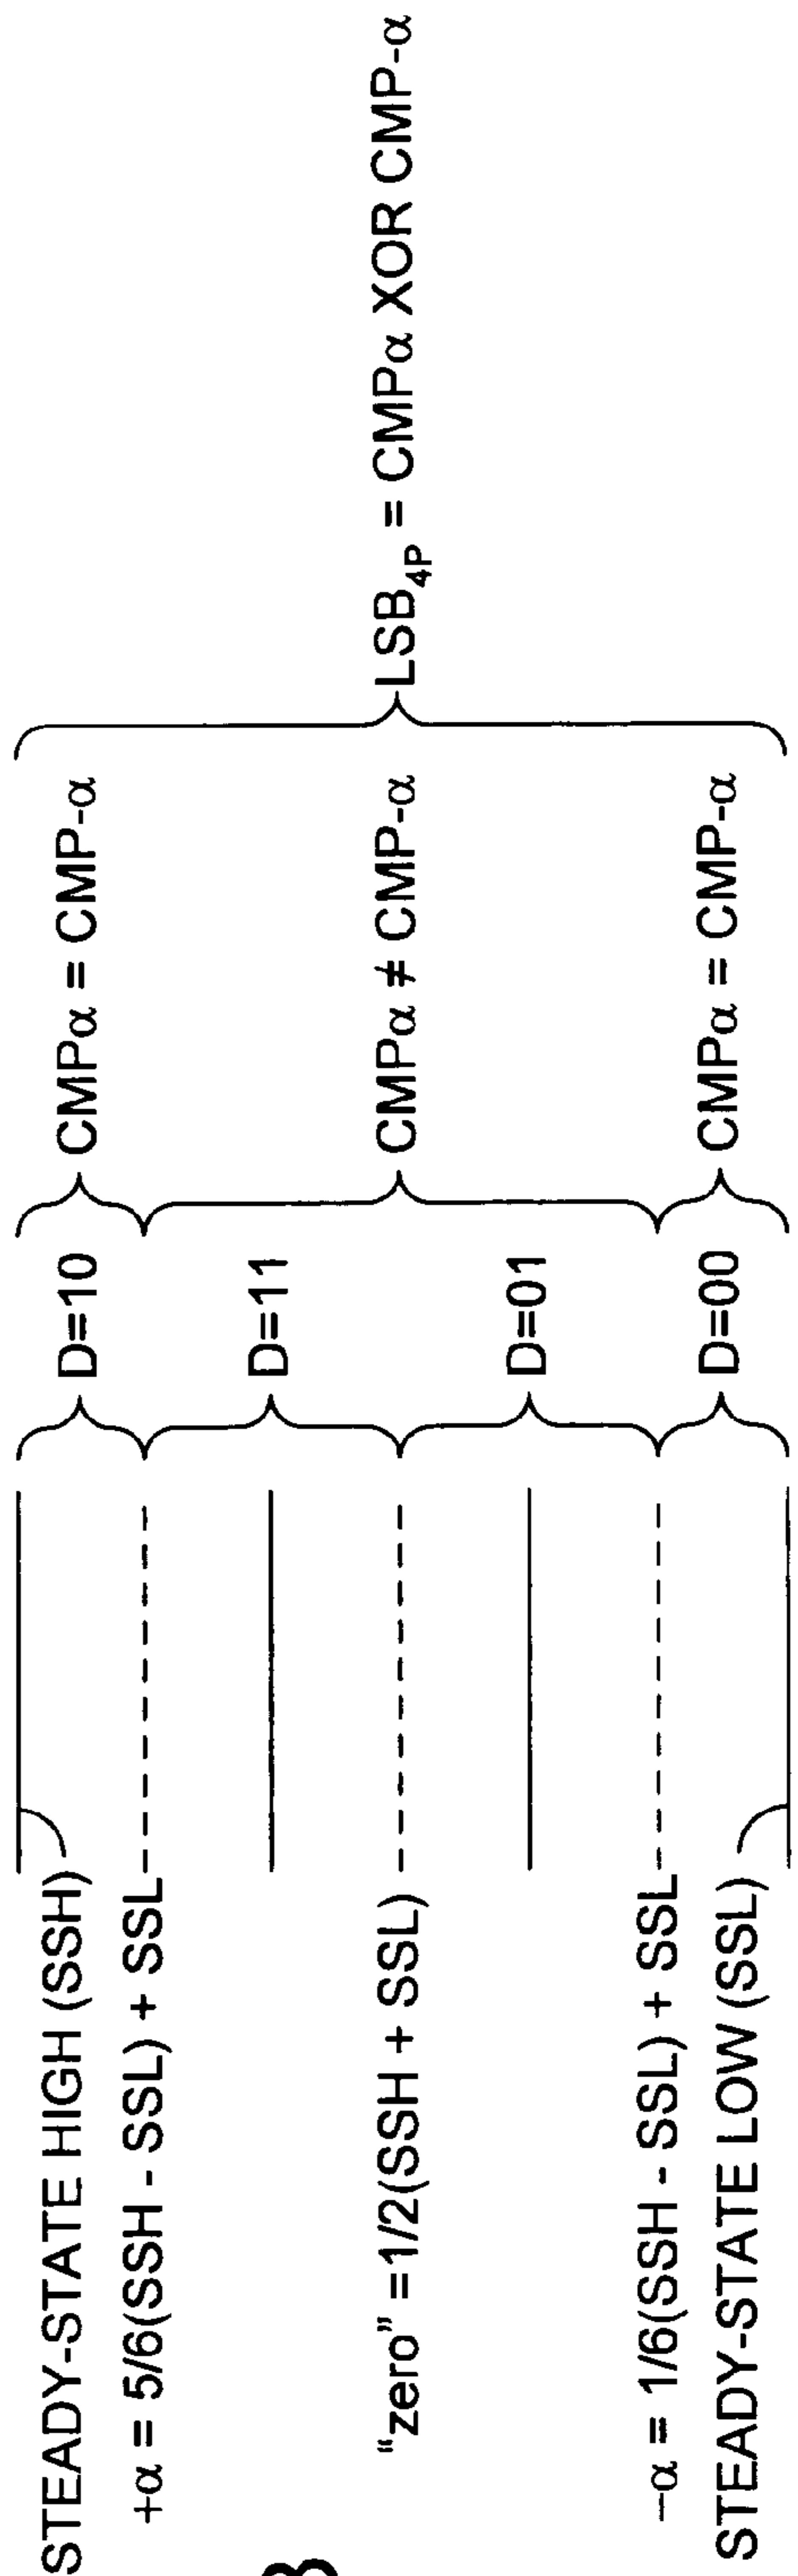 STEADY-STATE HIGH (SSH)
+α = 5/6(SSH - SSL) + SSL
"zero" =1/2(SSH + SSL)
−α = 1/6(SSH - SSL) + SSL
STEADY-STATE LOW (SSL)
D=10
D=11
D=01
D=00
CMPα = CMP-α
CMPα ≠ CMP-α
CMPα = CMP-α
LSB4P = CMPα XOR CMP-α